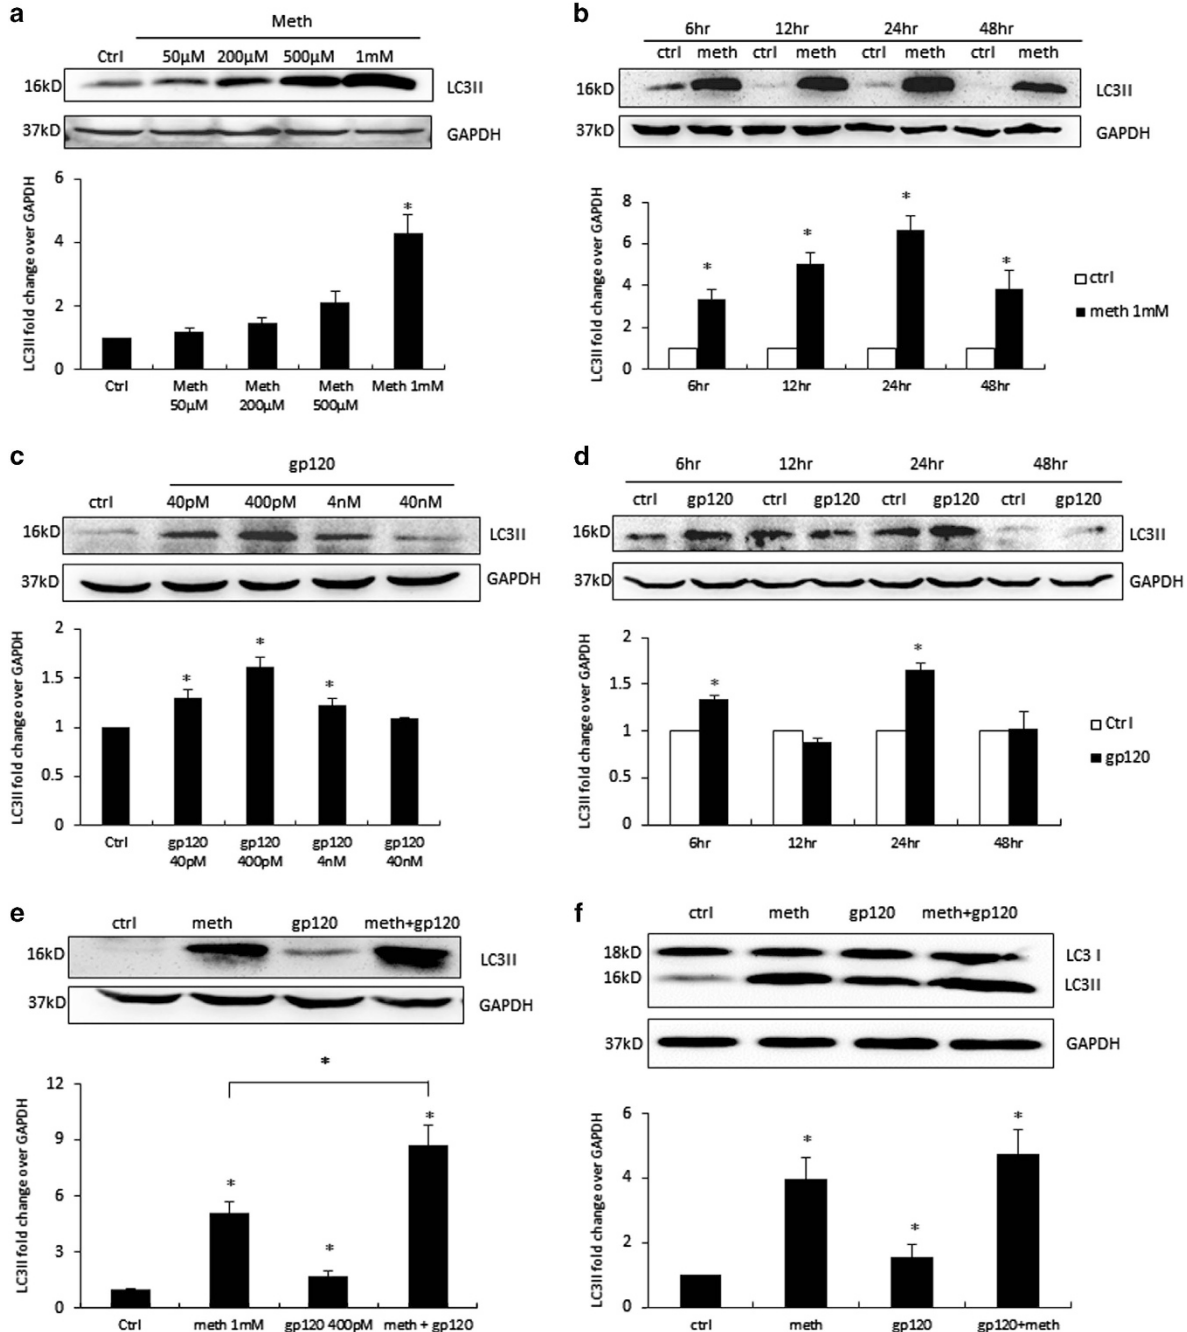 a
Meth
Ctrl 50µM 200µM 500µM 1mM
16kD LC3II
37kD GAPDH
LC3II fold change over GAPDH
6
4
2
0
*
Ctrl Meth 50µM Meth 200µM Meth 500µM Meth 1mM
b
6hr 12hr 24hr 48hr
ctrl meth ctrl meth ctrl meth ctrl meth
16kD LC3II
37kD GAPDH
LC3II fold change over GAPDH
8
6
4
2
0
* * * *
ctrl
meth 1mM
6hr 12hr 24hr 48hr
c
gp120
ctrl 40pM 400pM 4nM 40nM
16kD LC3II
37kD GAPDH
LC3II fold change over GAPDH
2
1.5
1
0.5
0
* * *
Ctrl gp120 40pM gp120 400pM gp120 4nM gp120 40nM
d
6hr 12hr 24hr 48hr
ctrl gp120 ctrl gp120 ctrl gp120 ctrl gp120
16kD LC3II
37kD GAPDH
LC3II fold change over GAPDH
2
1.5
1
0.5
0
* *
Ctrl
gp120
6hr 12hr 24hr 48hr
e
ctrl meth gp120 meth+gp120
16kD LC3II
37kD GAPDH
LC3II fold change over GAPDH
12
9
6
3
0
*
* * *
Ctrl meth 1mM gp120 400pM meth + gp120
f
ctrl meth gp120 meth+gp120
18kD LC3 I
16kD LC3II
37kD GAPDH
LC3II fold change over GAPDH
6
4
2
0
* * *
ctrl meth gp120 gp120+meth